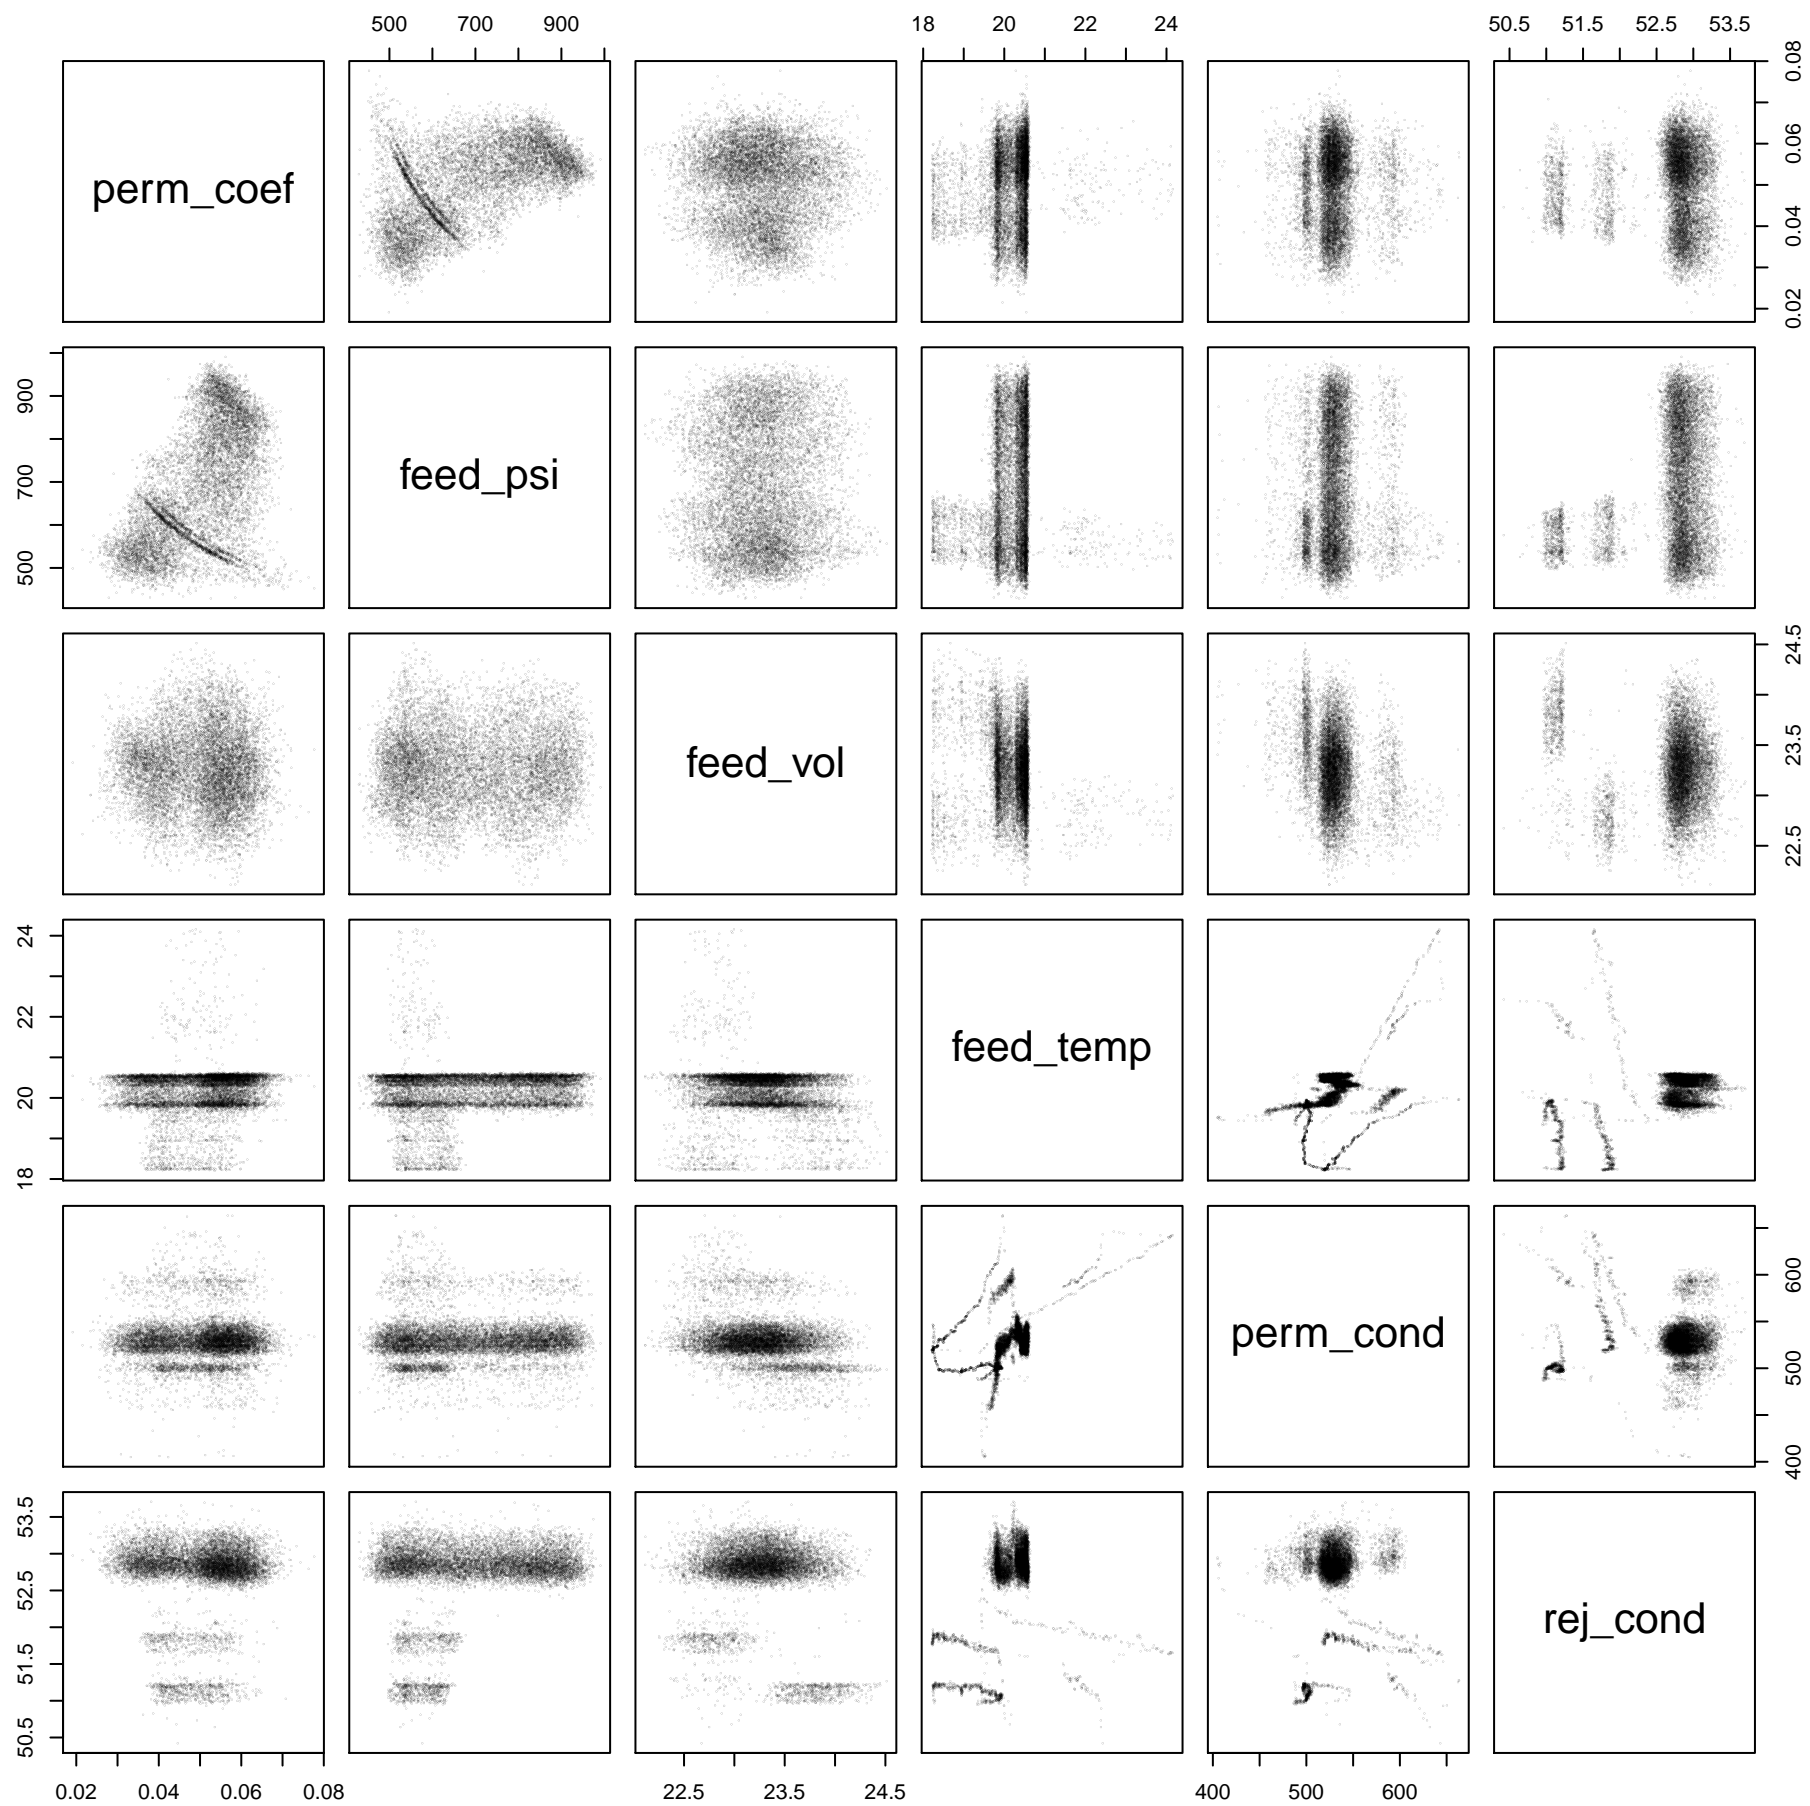 500 700 900 18 20 22 24 50.5 51.5 52.5 53.5
perm_coef
0.02 0.04 0.06 0.08
500 700 900
feed_psi
feed_vol
22.5 23.5 24.5
18 20 22 24
feed_temp
perm_cond
400 500 600
50.5 51.5 52.5 53.5
rej_cond
0.02 0.04 0.06 0.08 22.5 23.5 24.5 400 500 600